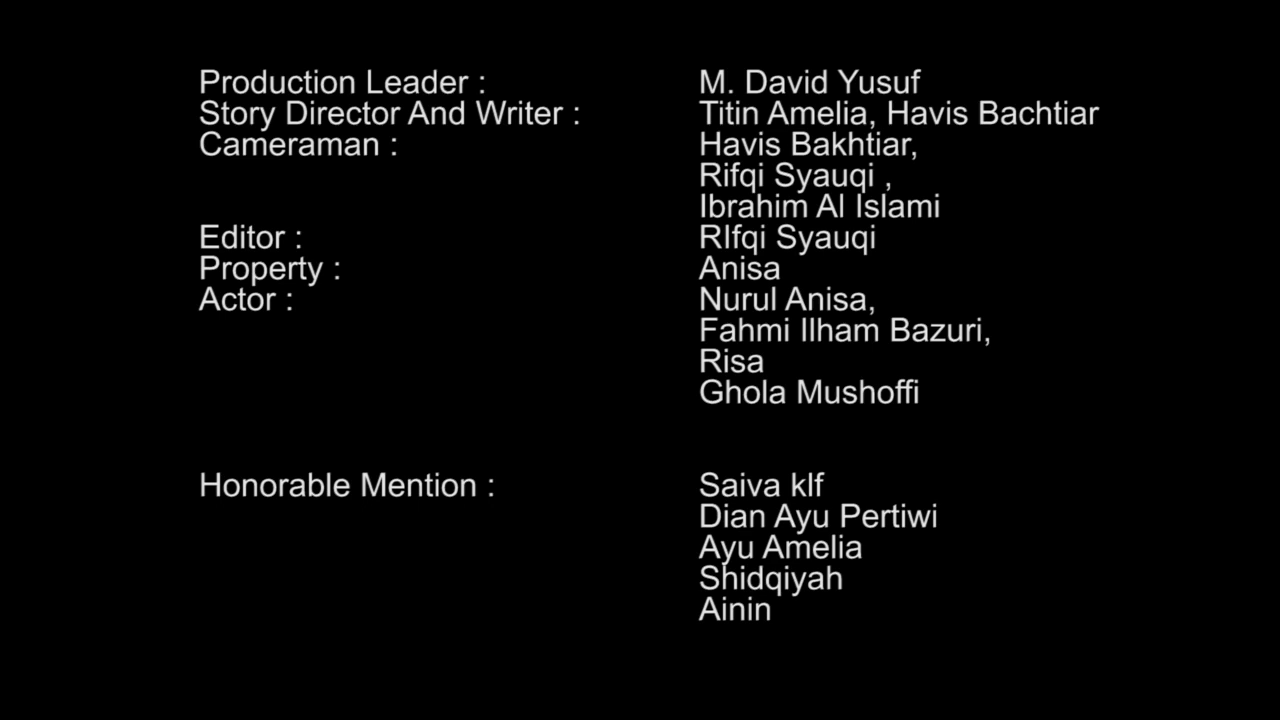 Production Leader : M. David Yusuf
Story Director And Writer : Titin Amelia, Havis Bachtiar
Cameraman : Havis Bakhtiar,
Rifqi Syauqi ,
Ibrahim Al Islami
Editor : RIfqi Syauqi
Property : Anisa
Actor : Nurul Anisa,
Fahmi Ilham Bazuri,
Risa
Ghola Mushoffi
Honorable Mention : Saiva klf
Dian Ayu Pertiwi
Ayu Amelia
Shidqiyah
Ainin